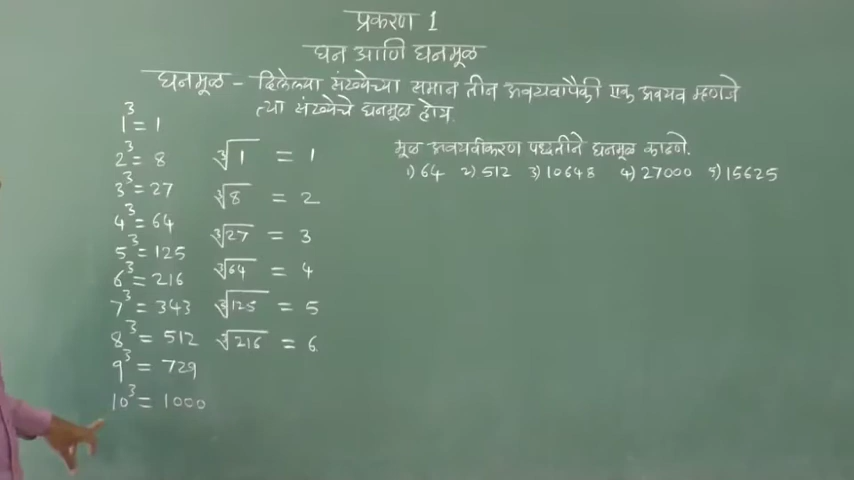 प्रकरण 1
घन आणि घनमूळ
घनमूळ - दिलेल्या संख्येच्या समान तीन अवयवापैकी एक अवयव म्हणजे
त्या संख्येचे घनमूळ होय.
1³ = 1
2³ = 8
3³ = 27
4³ = 64
5³ = 125
6³ = 216
7³ = 343
8³ = 512
9³ = 729
10³ = 1000
∛1 = 1
∛8 = 2
∛27 = 3
∛64 = 4
∛125 = 5
∛216 = 6
मूळ अवयवीकरण पध्दतीने घनमूळ काढणे.
1) 64 2) 512 3) 10648 4) 27000 5) 15625